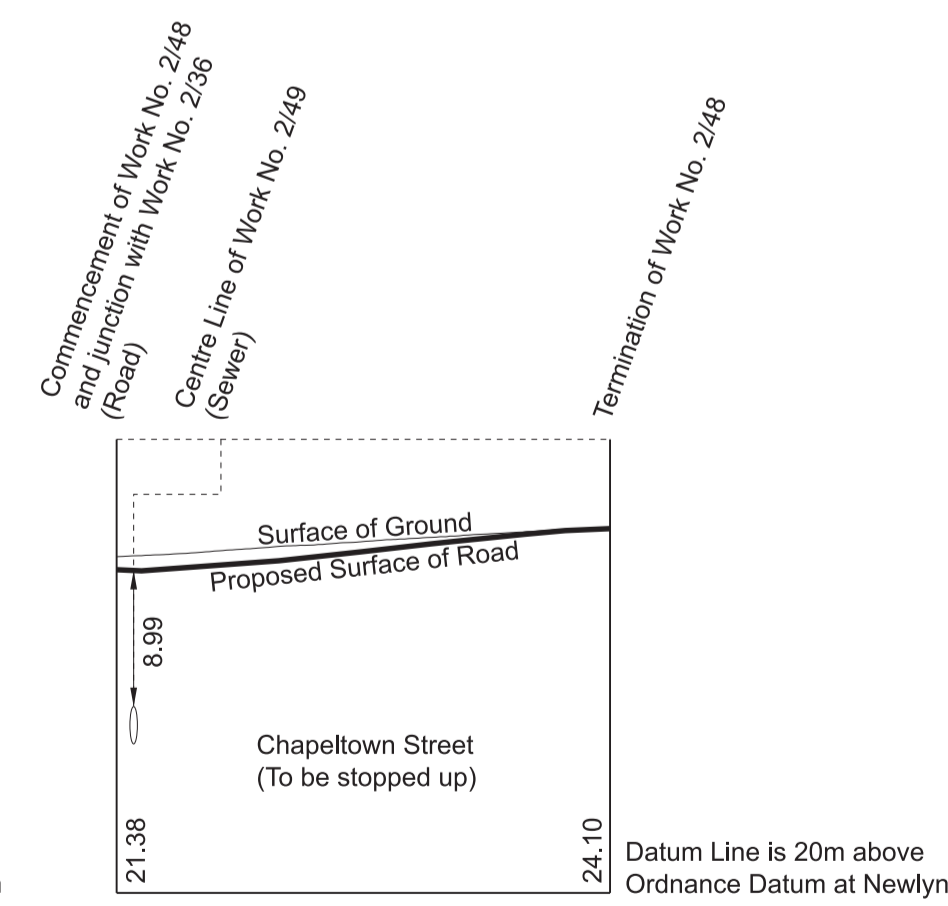 Commencement of Work No. 2/48
and junction with Work No. 2/36
(Road)
Centre Line of Work No. 2/49
(Sewer)
Termination of Work No. 2/48
Surface of Ground
Proposed Surface of Road
8.99
Chapeltown Street
(To be stopped up)
21.38
24.10
Datum Line is 20m above
Ordnance Datum at Newlyn